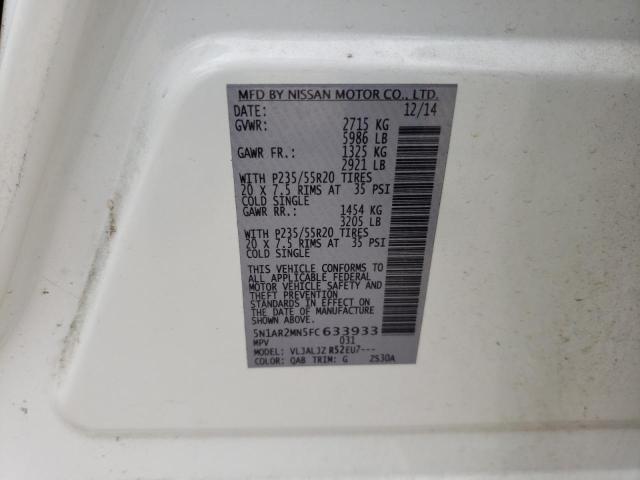 MFD BY NISSAN MOTOR CO., LTD.
DATE: 12/14
GVWR: 2715 KG
5986 LB
GAWR FR.: 1325 KG
2921 LB
WITH P235/55R20 TIRES
20 X 7.5 RIMS AT 35 PSI
COLD SINGLE
GAWR RR.: 1454 KG
3205 LB
WITH P235/55R20 TIRES
20 X 7.5 RIMS AT 35 PSI
COLD SINGLE
THIS VEHICLE CONFORMS TO
ALL APPLICABLE FEDERAL
MOTOR VEHICLE SAFETY AND
THEFT PREVENTION
STANDARDS IN EFFECT ON
THE DATE OF MANUFACTURE
SHOWN ABOVE.
5N1AR2MN5FC633933
MPV 031
MODEL: VLJALJZ R52EU7---
COLOR: QAB TRIM: G ZS30A